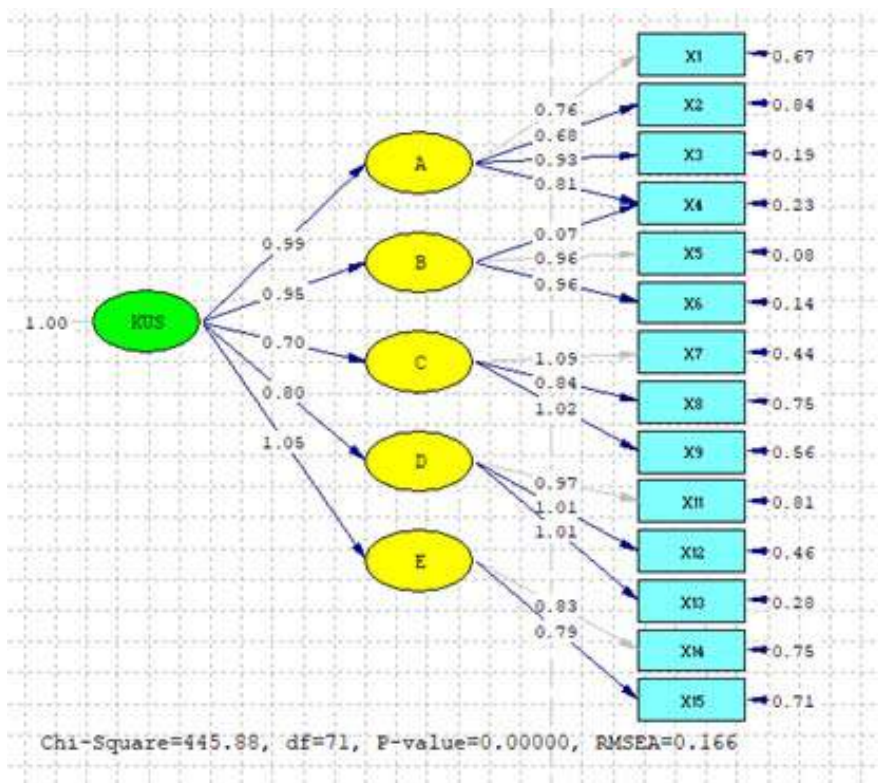 X1
0.67
0.76
X2
0.84
0.68
A
0.93
X3
0.19
0.81
X4
0.23
0.99
0.07
B
0.96
X5
0.08
0.95
0.96
X6
0.14
1.00
KUS
0.70
1.09
X7
0.44
C
0.84
X8
0.75
0.80
1.02
X9
0.56
1.05
D
0.97
X11
0.81
1.01
X12
0.46
1.01
E
X13
0.28
0.83
X14
0.75
0.79
X15
0.71
Chi-Square=445.88, df=71, P-value=0.00000, RMSEA=0.166